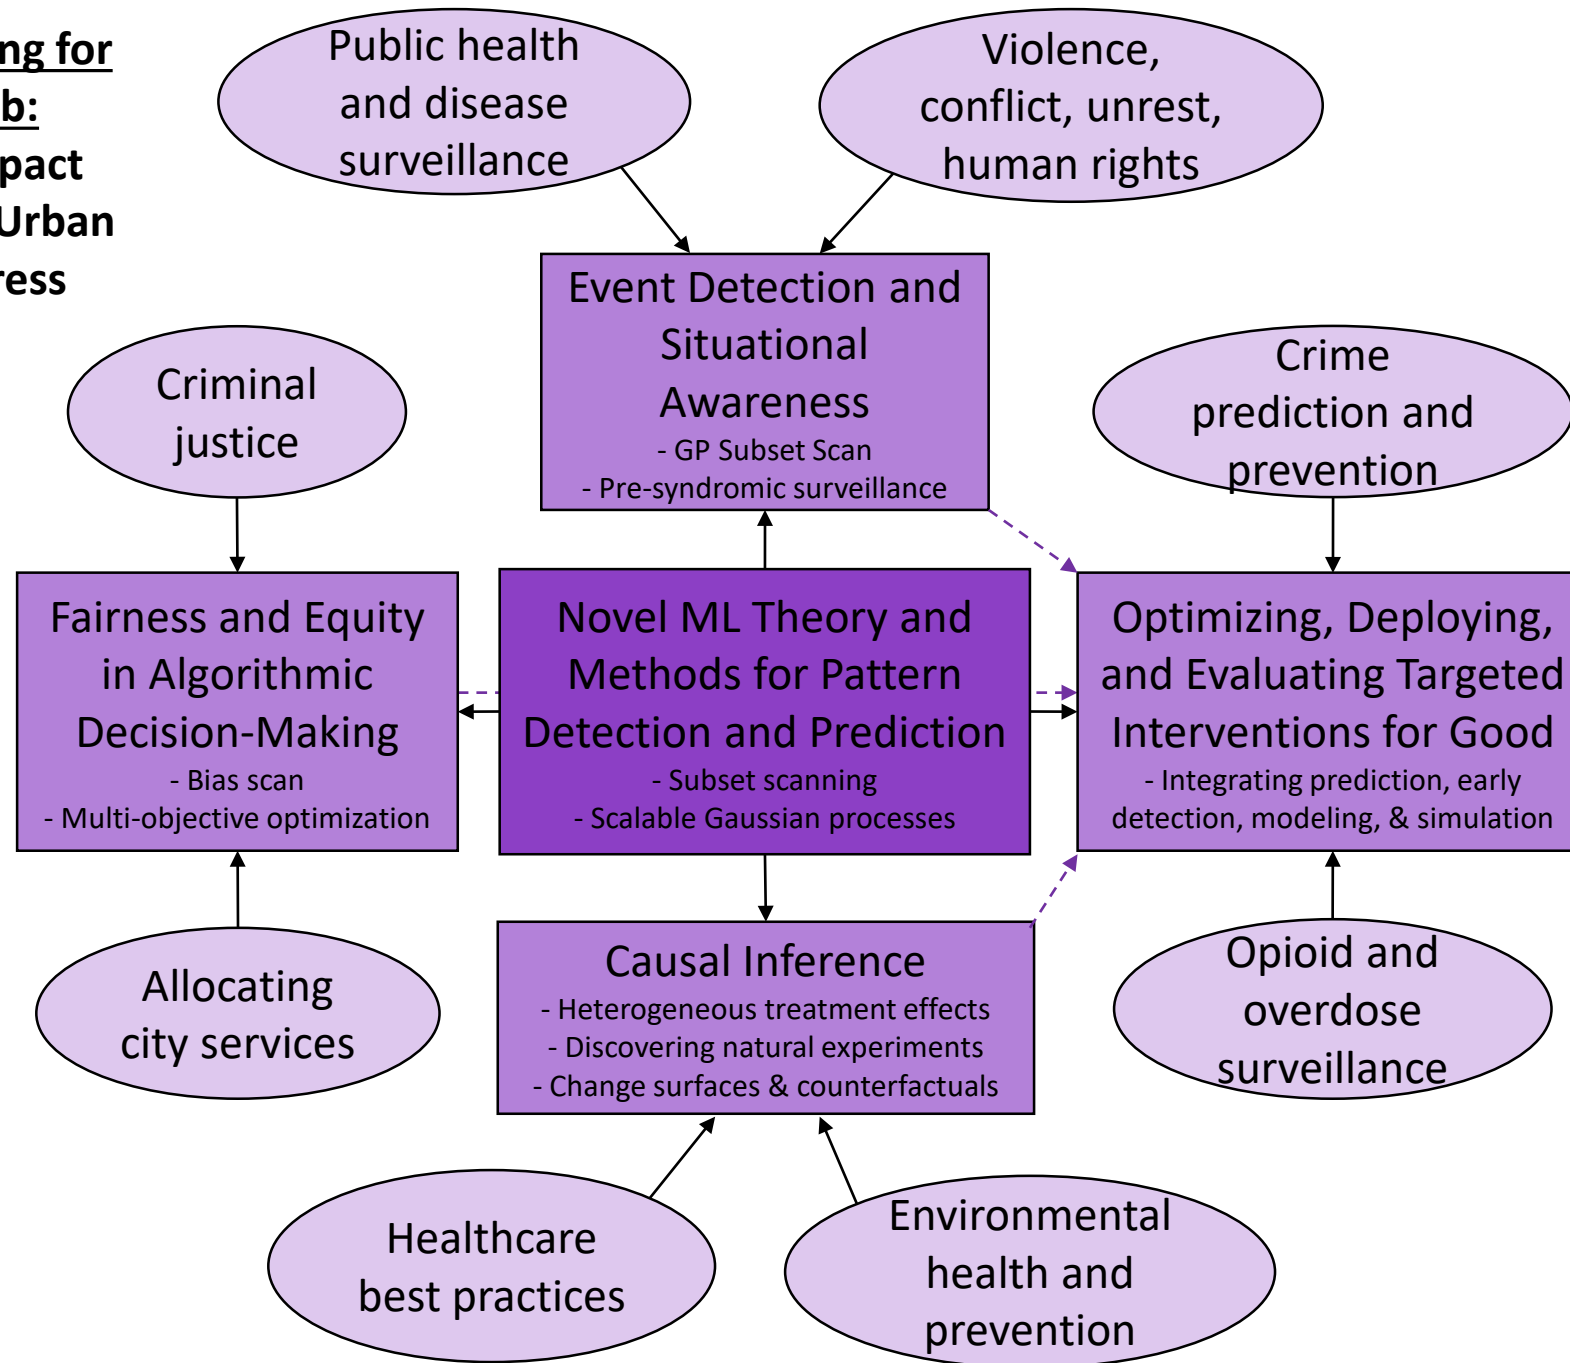 ng for
b:
pact
Urban
ress
Public health
and disease
surveillance
Violence,
conflict, unrest,
human rights
Event Detection and
Situational
Awareness
- GP Subset Scan
- Pre-syndromic surveillance
Criminal
justice
Crime
prediction and
prevention
Fairness and Equity
in Algorithmic
Decision-Making
- Bias scan
- Multi-objective optimization
Novel ML Theory and
Methods for Pattern
Detection and Prediction
- Subset scanning
- Scalable Gaussian processes
Optimizing, Deploying,
and Evaluating Targeted
Interventions for Good
- Integrating prediction, early
detection, modeling, & simulation
Allocating
city services
Causal Inference
- Heterogeneous treatment effects
- Discovering natural experiments
- Change surfaces & counterfactuals
Opioid and
overdose
surveillance
Healthcare
best practices
Environmental
health and
prevention